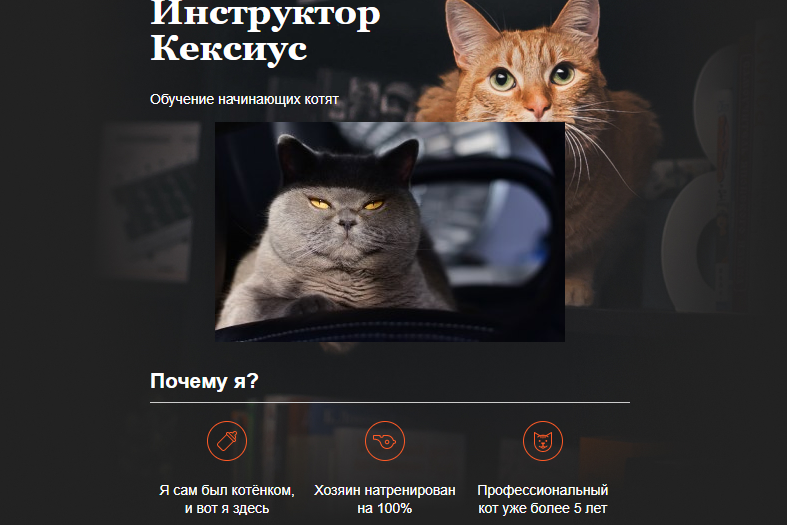 Инструктор
Кексиус
Обучение начинающих котят
Почему я?
Я сам был котёнком,
и вот я здесь
Хозяин натренирован
на 100%
Профессиональный
кот уже более 5 лет